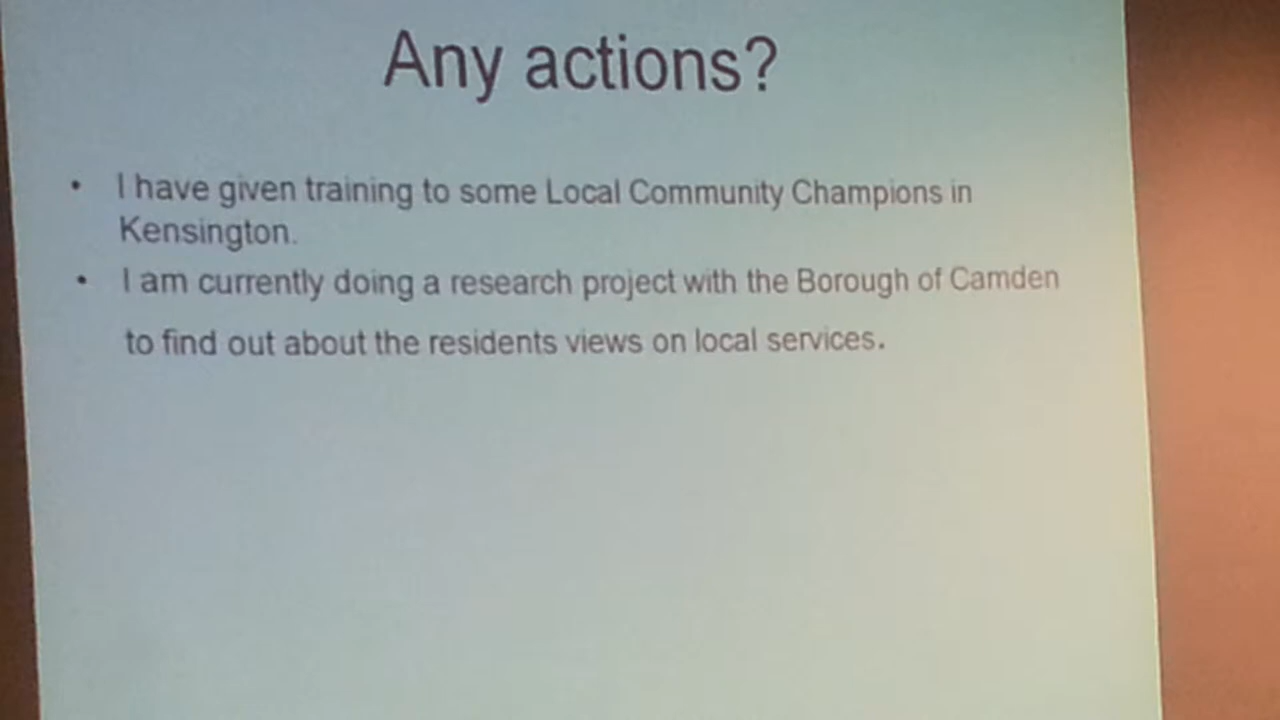 Any actions?
• I have given training to some Local Community Champions in
Kensington.
• I am currently doing a research project with the Borough of Camden
to find out about the residents views on local services.